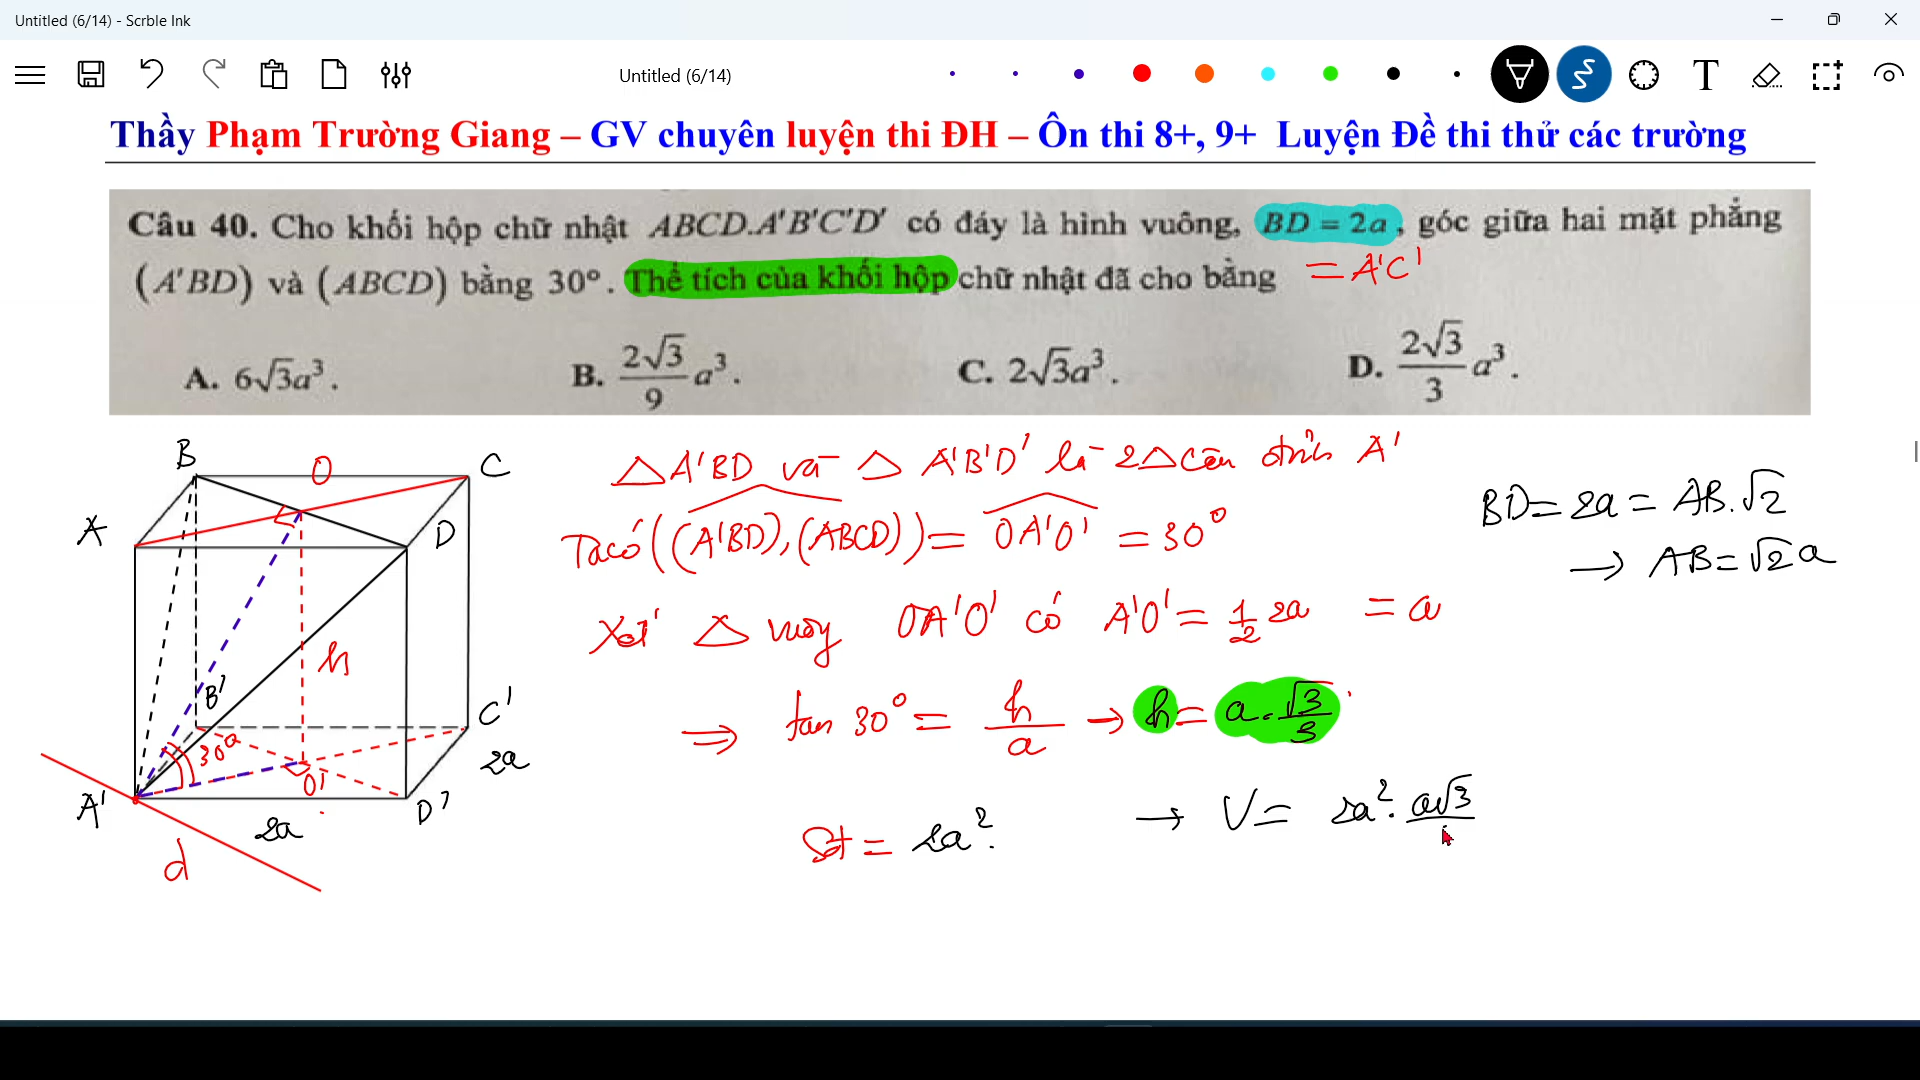 Untitled (6/14) - Scrble Ink
Untitled (6/14)
T
Thầy Phạm Trường Giang – GV chuyên luyện thi ĐH – Ôn thi 8+, 9+ Luyện Đề thi thử các trường
Câu 40. Cho khối hộp chữ nhật ABCD.A'B'C'D' có đáy là hình vuông, BD = 2a, góc giữa hai mặt phẳng
(A'BD) và (ABCD) bằng 30°. Thể tích của khối hộp chữ nhật đã cho bằng = A'C'
A. 6√3a³. B. 2√3/9 a³. C. 2√3a³. D. 2√3/3 a³.
B O C
A D
h
B' C'
30° 2a
A' O' D'
2a
d
△A'BD và △A'B'D' là 2△ cân đỉnh A'
Ta có ((A'BD),(ABCD)) = OA'O' = 30°
Xét △ vuông OA'O' có A'O' = 1/2 2a = a
⇒ tan 30° = h/a → h = a.√3/3
Sđ = 2a². → V = 2a². a√3
BD = 2a = AB.√2
→ AB = √2a